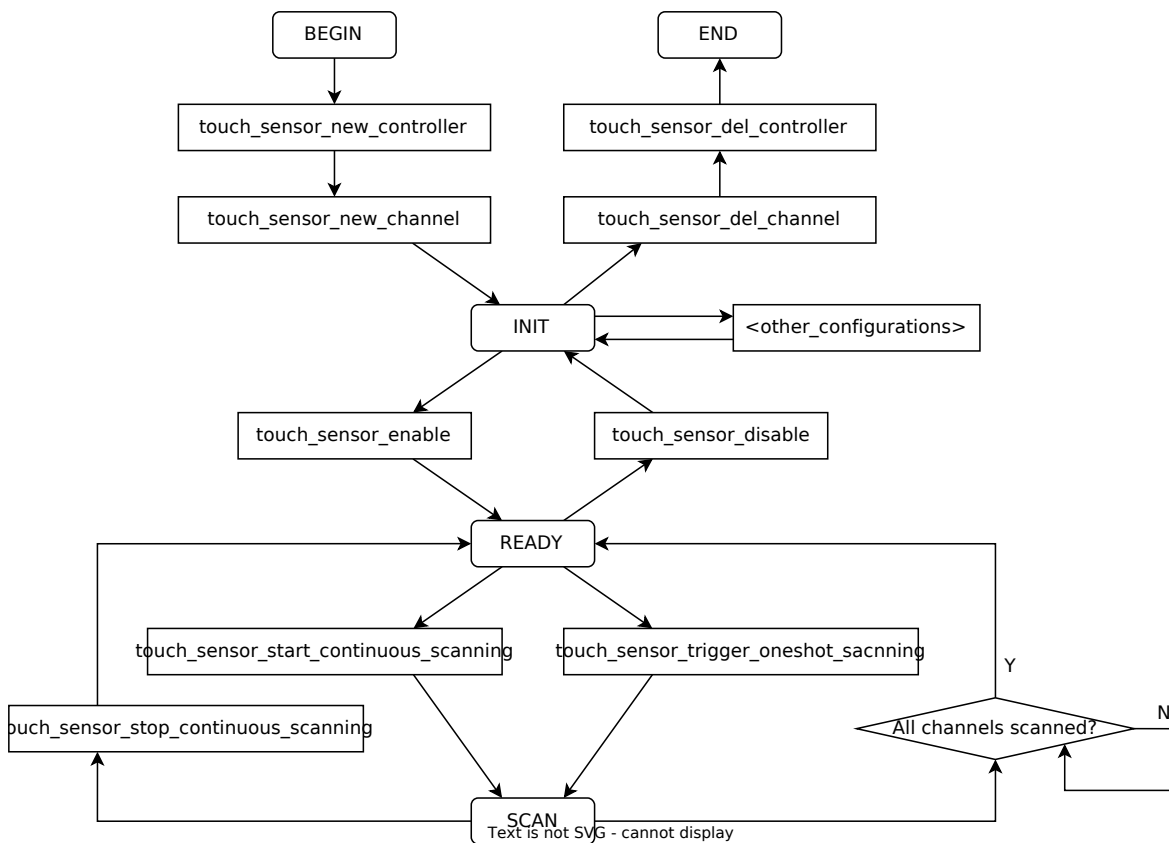 BEGIN
END
touch_sensor_new_controller
touch_sensor_del_controller
touch_sensor_new_channel
touch_sensor_del_channel
INIT
<other_configurations>
touch_sensor_enable
touch_sensor_disable
READY
touch_sensor_start_continuous_scanning
touch_sensor_trigger_oneshot_sacnning
Y
touch_sensor_stop_continuous_scanning
N
All channels scanned?
SCAN
Text is not SVG - cannot display